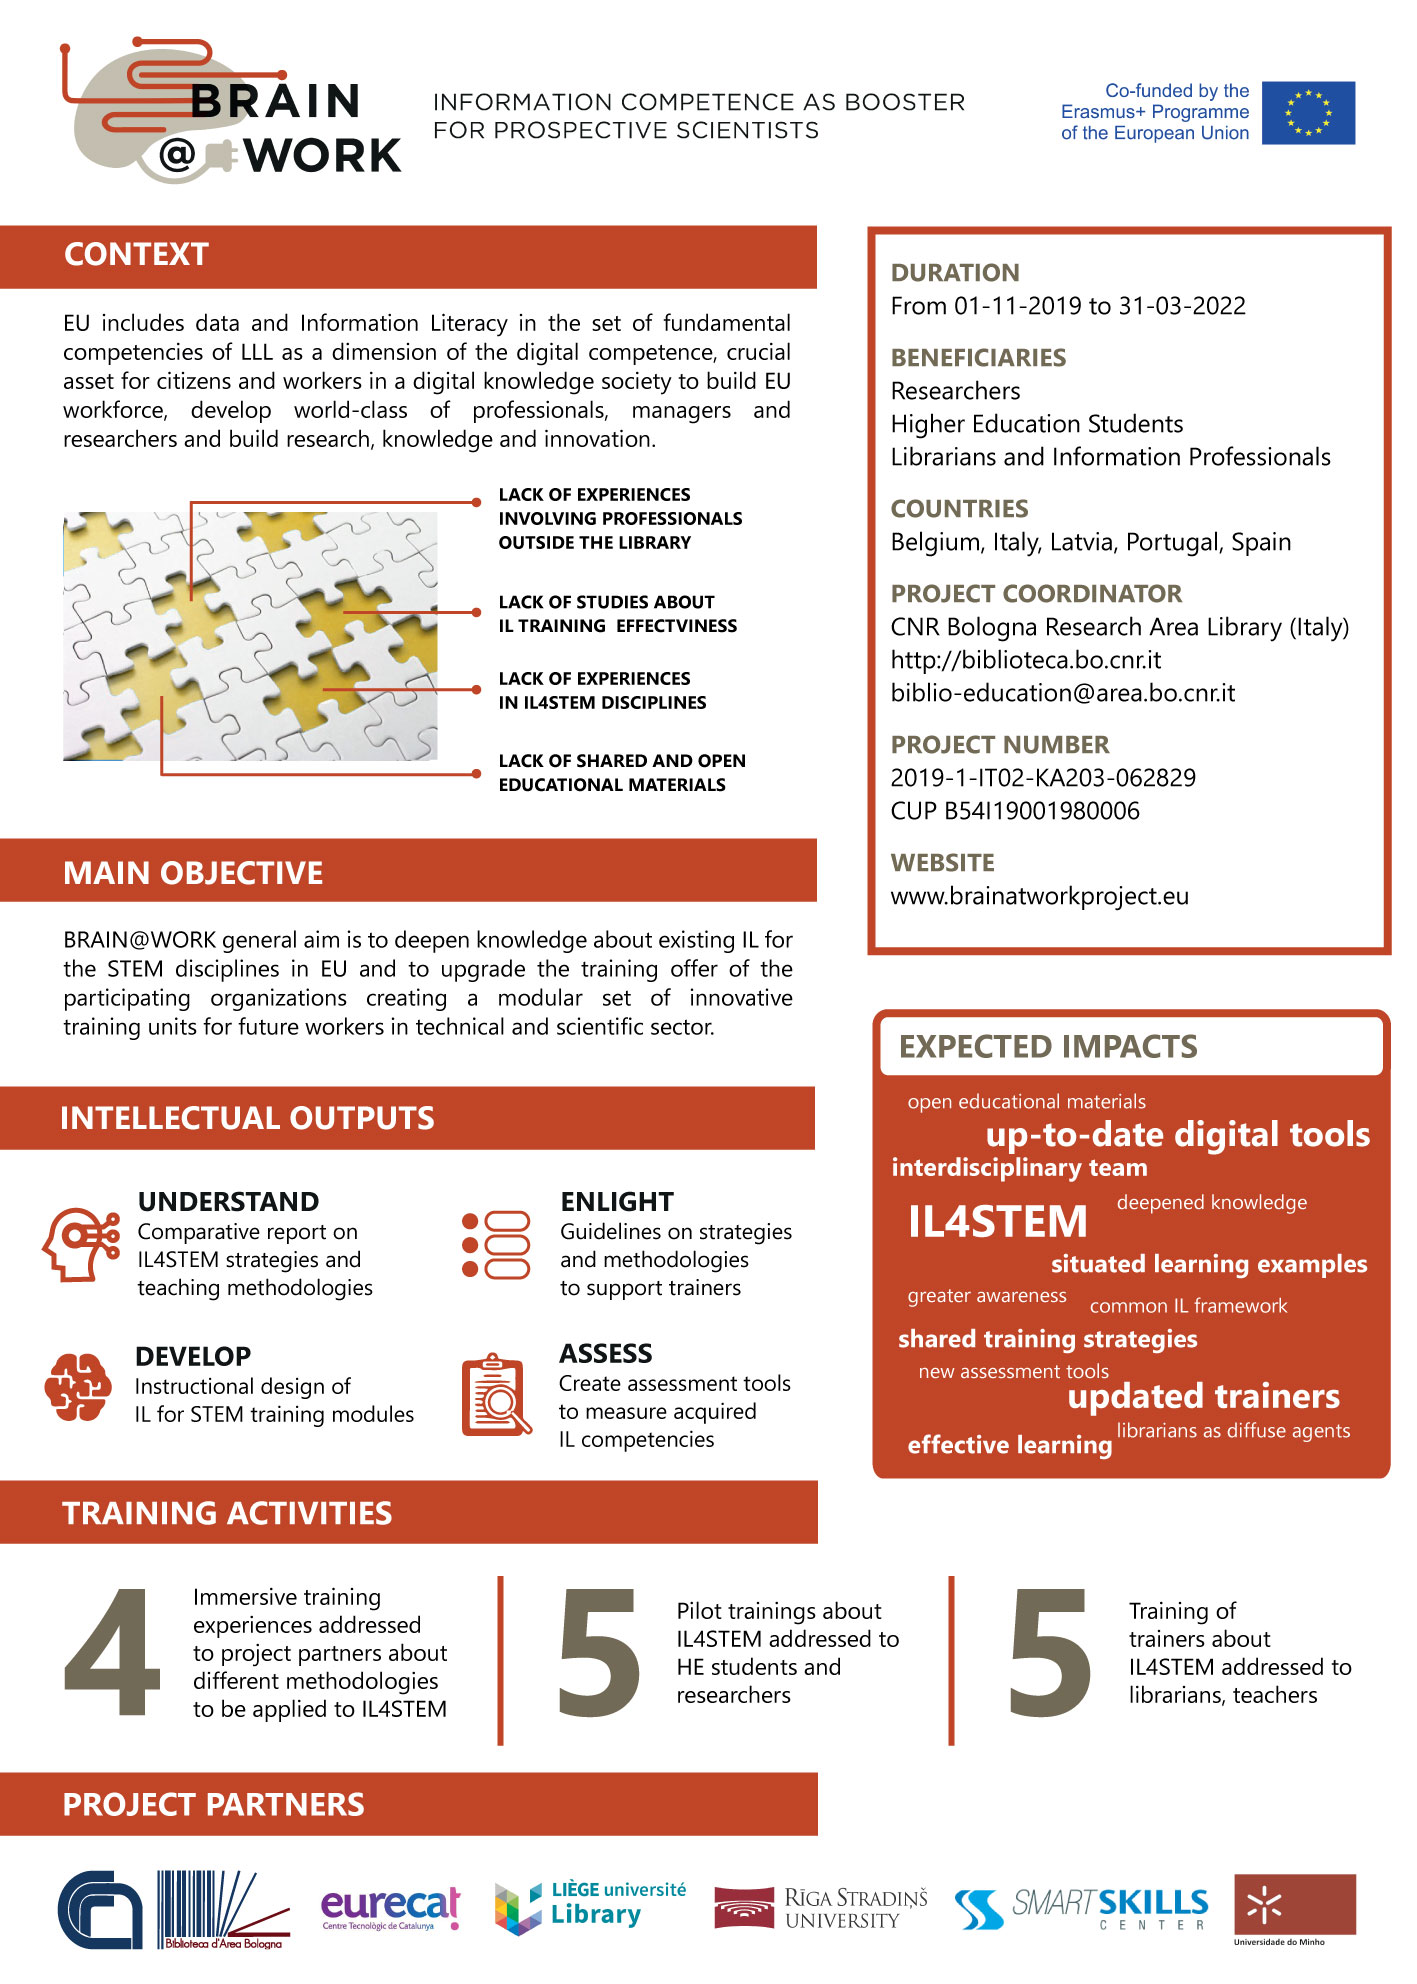 BRAIN
@ WORK
INFORMATION COMPETENCE AS BOOSTER
FOR PROSPECTIVE SCIENTISTS
Co-funded by the
Erasmus+ Programme
of the European Union
CONTEXT
EU includes data and Information Literacy in the set of fundamental
competencies of LLL as a dimension of the digital competence, crucial
asset for citizens and workers in a digital knowledge society to build EU
workforce, develop world-class of professionals, managers and
researchers and build research, knowledge and innovation.
LACK OF EXPERIENCES
INVOLVING PROFESSIONALS
OUTSIDE THE LIBRARY
LACK OF STUDIES ABOUT
IL TRAINING EFFECTVINESS
LACK OF EXPERIENCES
IN IL4STEM DISCIPLINES
LACK OF SHARED AND OPEN
EDUCATIONAL MATERIALS
DURATION
From 01-11-2019 to 31-03-2022
BENEFICIARIES
Researchers
Higher Education Students
Librarians and Information Professionals
COUNTRIES
Belgium, Italy, Latvia, Portugal, Spain
PROJECT COORDINATOR
CNR Bologna Research Area Library (Italy)
http://biblioteca.bo.cnr.it
biblio-education@area.bo.cnr.it
PROJECT NUMBER
2019-1-IT02-KA203-062829
CUP B54I19001980006
WEBSITE
www.brainatworkproject.eu
MAIN OBJECTIVE
BRAIN@WORK general aim is to deepen knowledge about existing IL for
the STEM disciplines in EU and to upgrade the training offer of the
participating organizations creating a modular set of innovative
training units for future workers in technical and scientific sector.
INTELLECTUAL OUTPUTS
UNDERSTAND
Comparative report on
IL4STEM strategies and
teaching methodologies
ENLIGHT
Guidelines on strategies
and methodologies
to support trainers
DEVELOP
Instructional design of
IL for STEM training modules
ASSESS
Create assessment tools
to measure acquired
IL competencies
EXPECTED IMPACTS
open educational materials
up-to-date digital tools
interdisciplinary team
deepened knowledge
IL4STEM
situated learning examples
greater awareness
common IL framework
shared training strategies
new assessment tools
updated trainers
librarians as diffuse agents
effective learning
TRAINING ACTIVITIES
4
Immersive training
experiences addressed
to project partners about
different methodologies
to be applied to IL4STEM
5
Pilot trainings about
IL4STEM addressed to
HE students and
researchers
5
Training of
trainers about
IL4STEM addressed to
librarians, teachers
PROJECT PARTNERS
Biblioteca d'Area Bologna
eurecat
Centre Tecnològic de Catalunya
LIÈGE université
Library
RĪGA STRADIŅŠ
UNIVERSITY
SMARTSKILLS
CENTER
Universidade do Minho